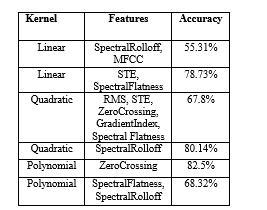 Kernel Features Accuracy
Linear SpectralRolloff, 55.31%
MFCC
Linear STE, 78.73%
SpectralFlatness
Quadratic RMS, STE, 67.8%
ZeroCrossing,
GradientIndex,
Spectral Flatness
Quadratic SpectralRolloff 80.14%
Polynomial ZeroCrossing 82.5%
Polynomial SpectralFlatness, 68.32%
SpectralRolloff